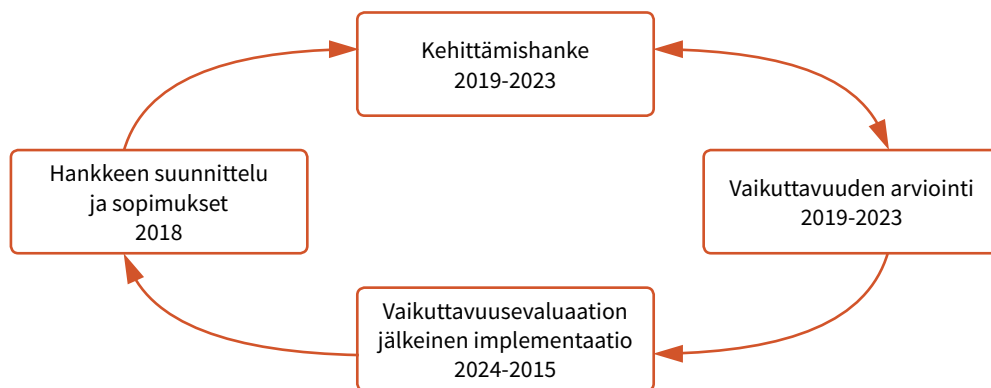 Kehittämishanke
2019-2023
Hankkeen suunnittelu
ja sopimukset
2018
Vaikuttavuuden arviointi
2019-2023
Vaikuttavuusevaluaation
jälkeinen implementaatio
2024-2015